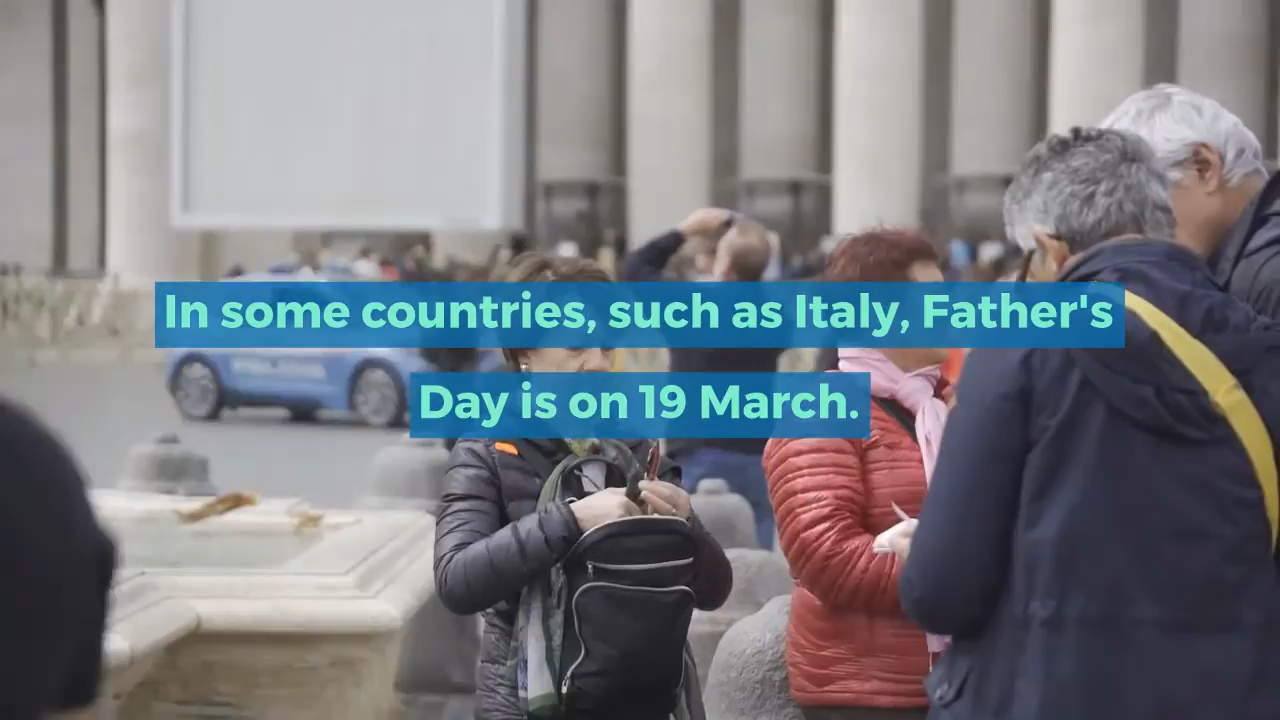 In some countries, such as Italy, Father's
Day is on 19 March.